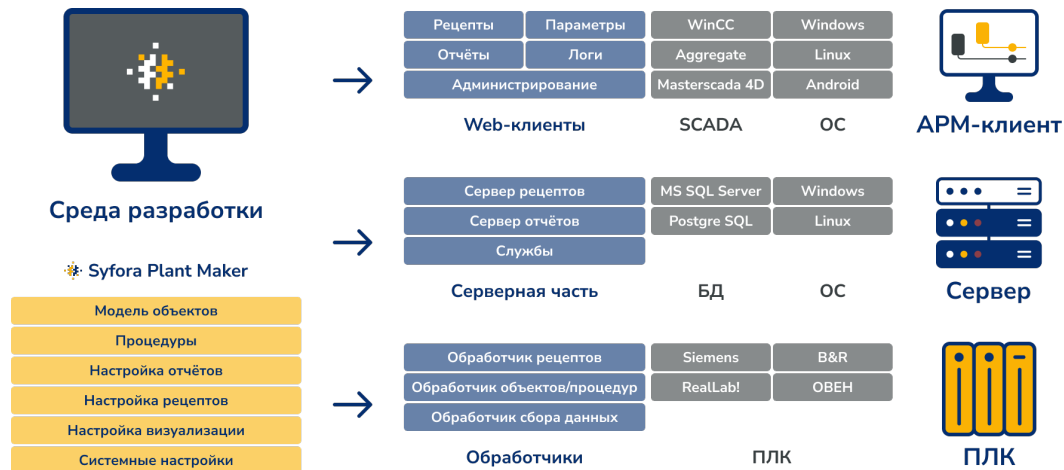 Среда разработки
Syfora Plant Maker
Модель объектов
Процедуры
Настройка отчётов
Настройка рецептов
Настройка визуализации
Системные настройки
Рецепты Параметры WinCC Windows
Отчёты Логи Aggregate Linux
Администрирование Masterscada 4D Android
Web-клиенты SCADA ОС АРМ-клиент
Сервер рецептов MS SQL Server Windows
Сервер отчётов Postgre SQL Linux
Службы
Серверная часть БД ОС Сервер
Обработчик рецептов Siemens B&R
Обработчик объектов/процедур RealLab! ОВЕН
Обработчик сбора данных
Обработчики ПЛК ПЛК